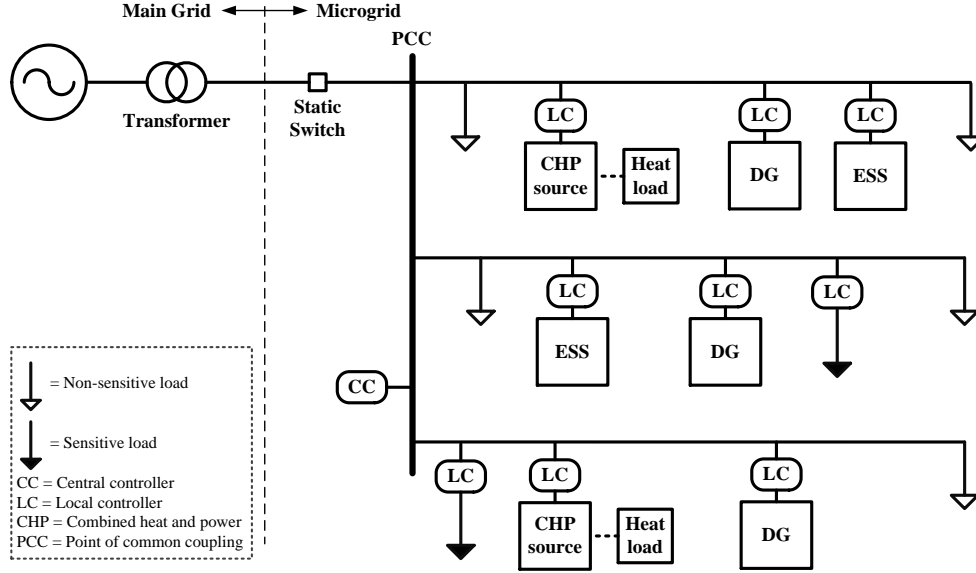 Main Grid
Microgrid
PCC
Transformer
Static
Switch
LC
LC
LC
CHP
source
Heat
load
DG
ESS
LC
LC
LC
ESS
DG
CC
LC
LC
LC
CHP
source
Heat
load
DG
= Non-sensitive load
= Sensitive load
CC = Central controller
LC = Local controller
CHP = Combined heat and power
PCC = Point of common coupling